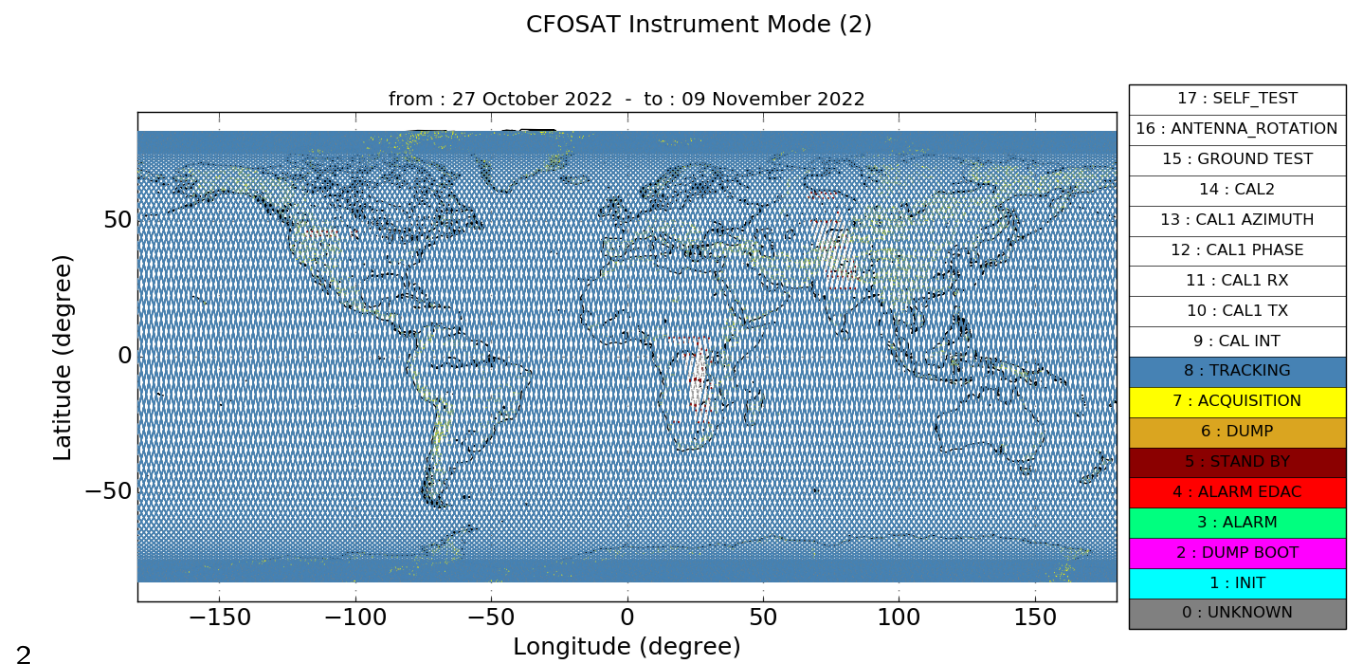 CFOSAT Instrument Mode (2)
from : 27 October 2022 - to : 09 November 2022
17 : SELF_TEST
16 : ANTENNA_ROTATION
15 : GROUND TEST
14 : CAL2
13 : CAL1 AZIMUTH
12 : CAL1 PHASE
11 : CAL1 RX
10 : CAL1 TX
9 : CAL INT
8 : TRACKING
7 : ACQUISITION
6 : DUMP
5 : STAND BY
4 : ALARM EDAC
3 : ALARM
2 : DUMP BOOT
1 : INIT
0 : UNKNOWN
Latitude (degree)
50
0
−50
−150 −100 −50 0 50 100 150
Longitude (degree)
2